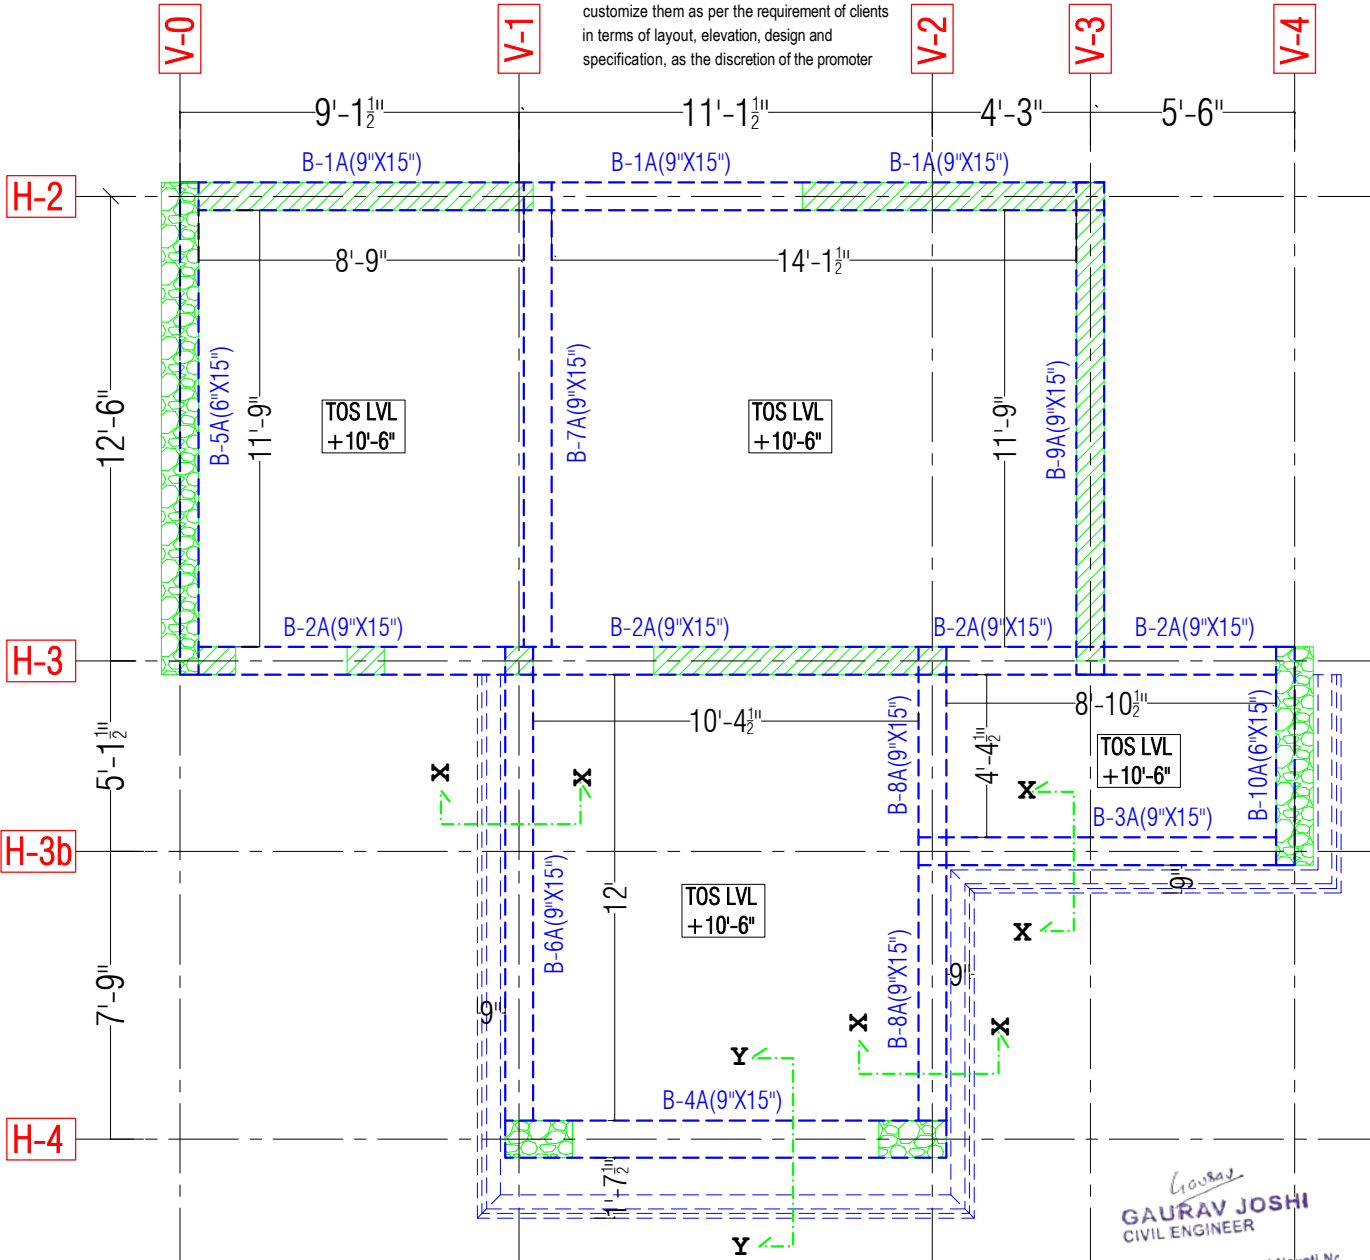 customize them as per the requirement of clients
in terms of layout, elevation, design and
specification, as the discretion of the promoter
V-0
V-1
V-2
V-3
V-4
9'-1½"
11'-1½"
4'-3"
5'-6"
B-1A(9"X15")
B-1A(9"X15")
B-1A(9"X15")
H-2
8'-9"
14'-1½"
12'-6"
B-5A(6"X15")
11'-9"
TOS LVL
+10'-6"
B-7A(9"X15")
TOS LVL
+10'-6"
11'-9"
B-9A(9"X15")
B-2A(9"X15")
B-2A(9"X15")
B-2A(9"X15")
B-2A(9"X15")
H-3
5'-1½"
10'-4½"
B-8A(9"X15")
4'-4½"
8'-10½"
TOS LVL
+10'-6"
B-10A(6"X15")
X
X
X
B-3A(9"X15")
H-3b
9"
12'
TOS LVL
+10'-6"
B-6A(9"X15")
X
7'-9"
9"
9"
B-8A(9"X15")
X
X
Y
B-4A(9"X15")
H-4
1'-7½"
Y
Gaurav
GAURAV JOSHI
CIVIL ENGINEER